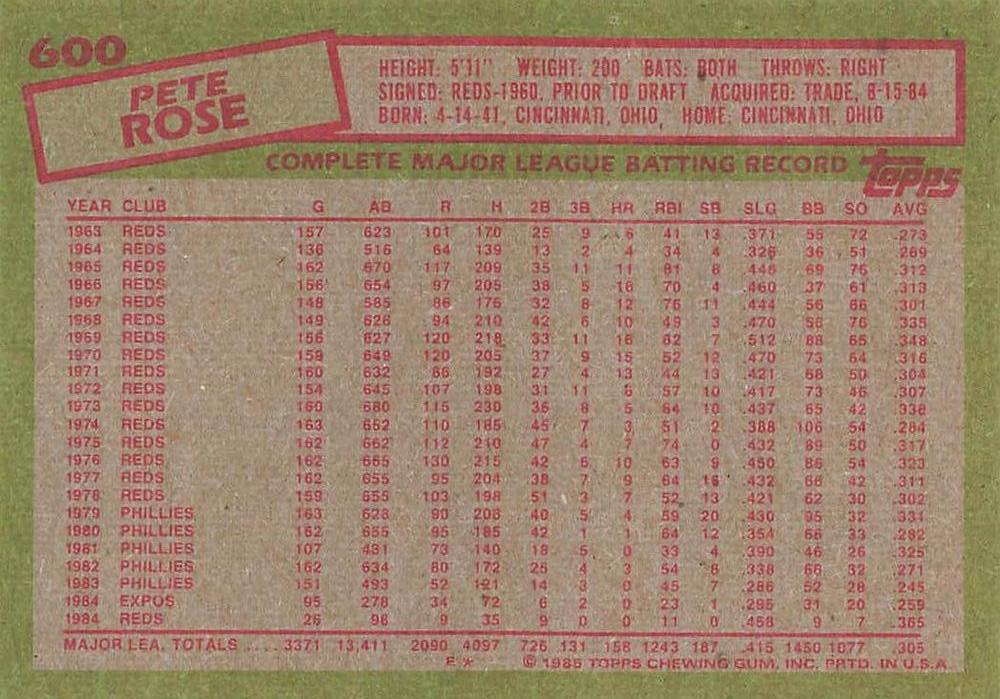 600
PETE
ROSE
HEIGHT: 5'11" WEIGHT: 200 BATS: BOTH THROWS: RIGHT
SIGNED: REDS-1960, PRIOR TO DRAFT ACQUIRED: TRADE, 8-15-84
BORN: 4-14-41, CINCINNATI, OHIO, HOME: CINCINNATI, OHIO
COMPLETE MAJOR LEAGUE BATTING RECORD
Topps
YEAR CLUB G AB R H 2B 3B HR RBI SB SLG BB SO AVG
1963 REDS 157 623 101 170 25 9 6 41 13 .371 55 72 .273
1964 REDS 136 516 64 139 13 2 4 34 4 .326 36 51 .269
1965 REDS 162 670 117 209 35 11 11 81 8 .446 69 76 .312
1966 REDS 156 654 97 205 38 5 16 70 4 .460 37 61 .313
1967 REDS 148 585 86 176 32 8 12 76 11 .444 56 66 .301
1968 REDS 149 626 94 210 42 6 10 49 3 .470 56 76 .335
1969 REDS 156 627 120 218 33 11 16 82 7 .512 88 65 .348
1970 REDS 159 649 120 205 37 9 15 52 12 .470 73 64 .316
1971 REDS 160 632 86 192 27 4 13 44 13 .421 68 50 .304
1972 REDS 154 645 107 198 31 11 6 57 10 .417 73 46 .307
1973 REDS 160 680 115 230 36 8 5 64 10 .437 65 42 .338
1974 REDS 163 652 110 185 45 7 3 51 2 .388 106 54 .284
1975 REDS 162 662 112 210 47 4 7 74 0 .432 89 50 .317
1976 REDS 162 665 130 215 42 6 10 63 9 .450 86 54 .323
1977 REDS 162 655 95 204 38 7 9 64 16 .432 66 42 .311
1978 REDS 159 655 103 198 51 3 7 52 13 .421 62 30 .302
1979 PHILLIES 163 628 90 208 40 5 4 59 20 .430 95 32 .331
1980 PHILLIES 162 655 95 185 42 1 1 64 12 .354 66 33 .282
1981 PHILLIES 107 431 73 140 18 5 0 33 4 .390 46 26 .325
1982 PHILLIES 162 634 80 172 25 4 3 54 8 .338 66 32 .271
1983 PHILLIES 151 493 52 121 14 3 0 45 7 .286 52 28 .245
1984 EXPOS 95 278 34 72 6 2 0 23 1 .295 31 20 .259
1984 REDS 26 96 9 35 9 0 0 11 0 .458 9 7 .365
MAJOR LEA. TOTALS .... 3371 13,411 2090 4097 726 131 158 1243 187 .415 1450 1077 .305
E* © 1985 TOPPS CHEWING GUM, INC. PRTD. IN U.S.A.